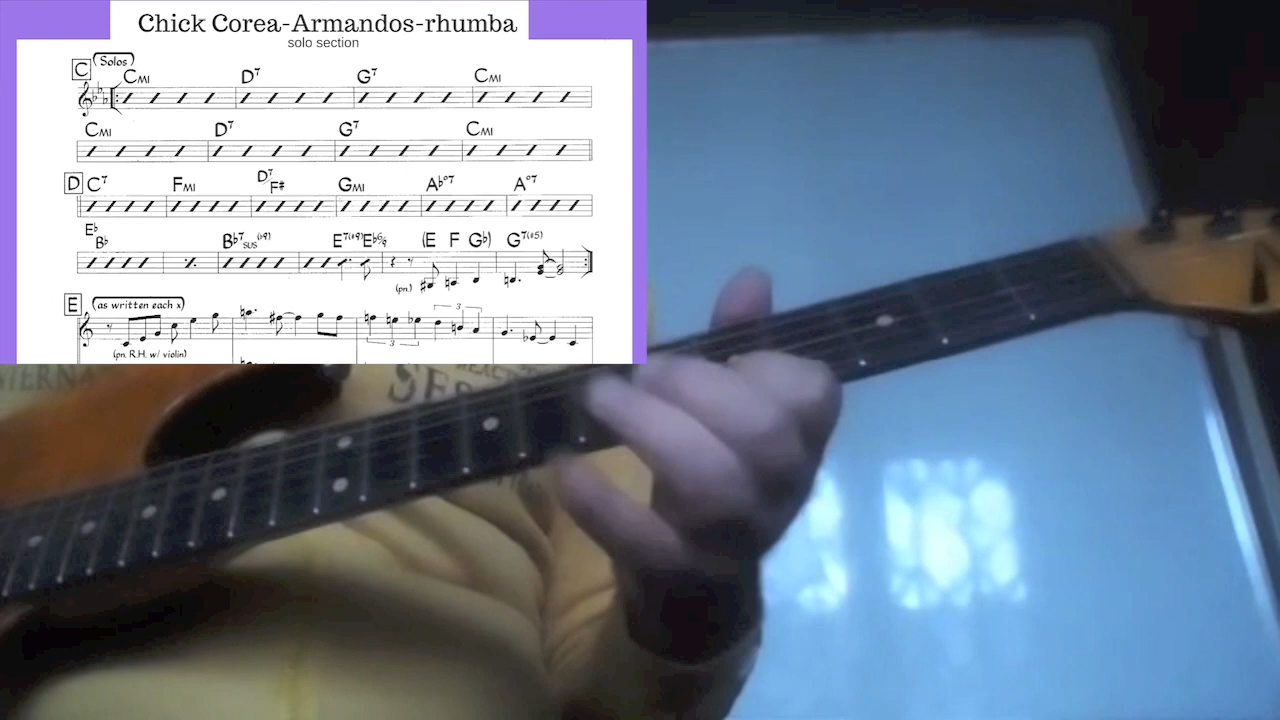 Chick Corea-Armandos-rhumba
solo section
C (Solos)
CMI D7 G7 CMI
CMI D7 G7 CMI
D C7 FMI D7/F# GMI Ab°7 A°7
Eb/Bb Bb7SUS(b9) E7(#9) Eb6/9 (E F Gb) G7(#5)
(pn.)
E (as written each x)
3
3
(pn. R.H. w/ violin)